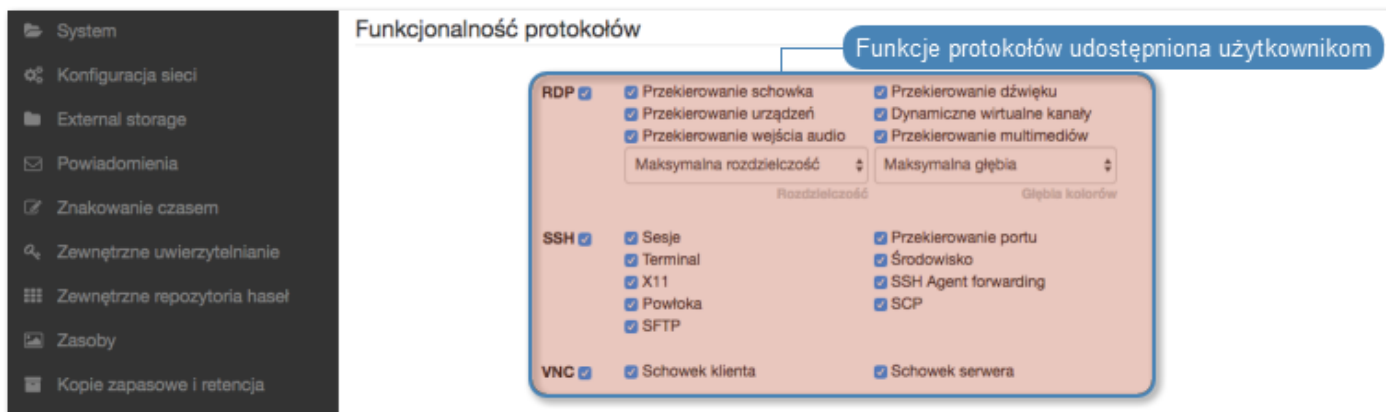 System
Konfiguracja sieci
External storage
Powiadomienia
Znakowanie czasem
Zewnętrzne uwierzytelnianie
Zewnętrzne repozytoria haseł
Zasoby
Kopie zapasowe i retencja
Funkcjonalność protokołów
Funkcje protokołów udostępniona użytkownikom
RDP Przekierowanie schowka Przekierowanie dźwięku
Przekierowanie urządzeń Dynamiczne wirtualne kanały
Przekierowanie wejścia audio Przekierowanie multimediów
Maksymalna rozdzielczość Maksymalna głębia
Rozdzielczość Głębia kolorów
SSH Sesje Przekierowanie portu
Terminal Środowisko
X11 SSH Agent forwarding
Powłoka SCP
SFTP
VNC Schowek klienta Schowek serwera